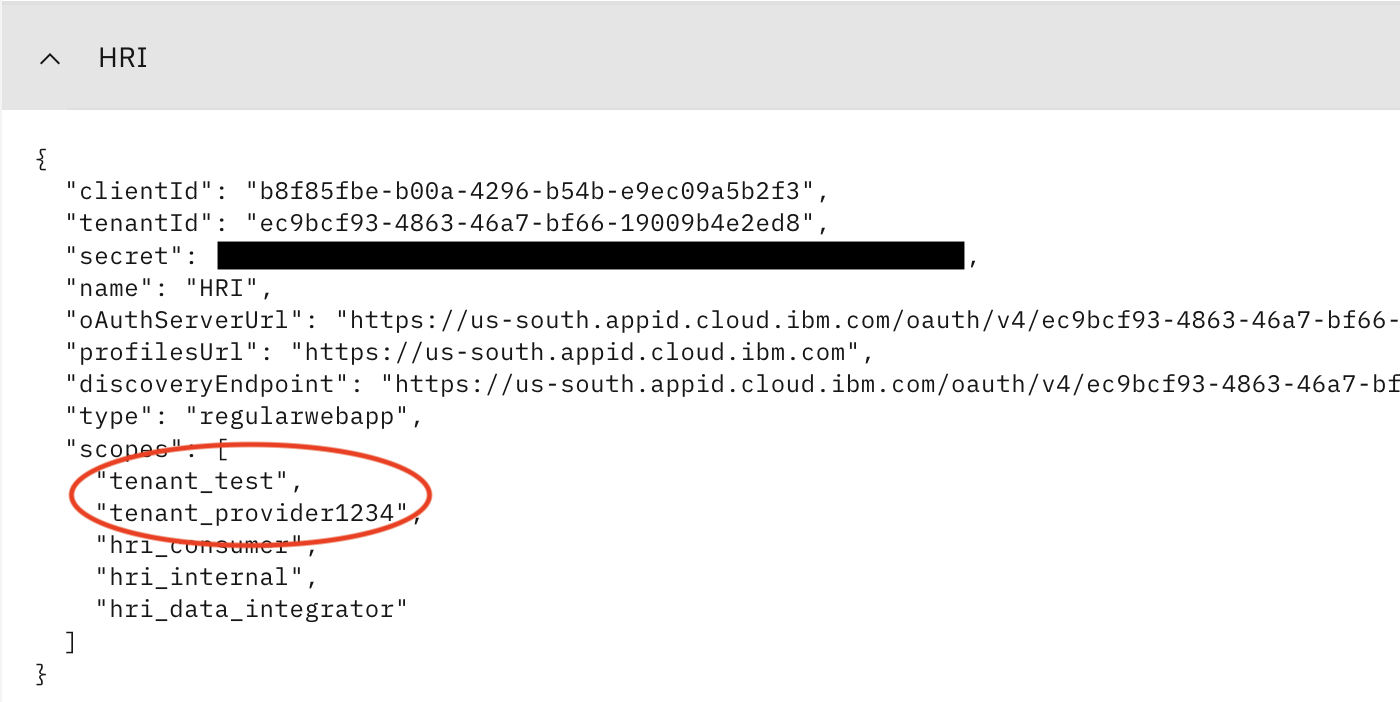 HRI
{
"clientId": "b8f85fbe-b00a-4296-b54b-e9ec09a5b2f3",
"tenantId": "ec9bcf93-4863-46a7-bf66-19009b4e2ed8",
"secret": ,
"name": "HRI",
"oAuthServerUrl": "https://us-south.appid.cloud.ibm.com/oauth/v4/ec9bcf93-4863-46a7-bf66-
"profilesUrl": "https://us-south.appid.cloud.ibm.com",
"discoveryEndpoint": "https://us-south.appid.cloud.ibm.com/oauth/v4/ec9bcf93-4863-46a7-bf
"type": "regularwebapp",
"scopes": [
"tenant_test",
"tenant_provider1234",
"hri_consumer",
"hri_internal",
"hri_data_integrator"
]
}